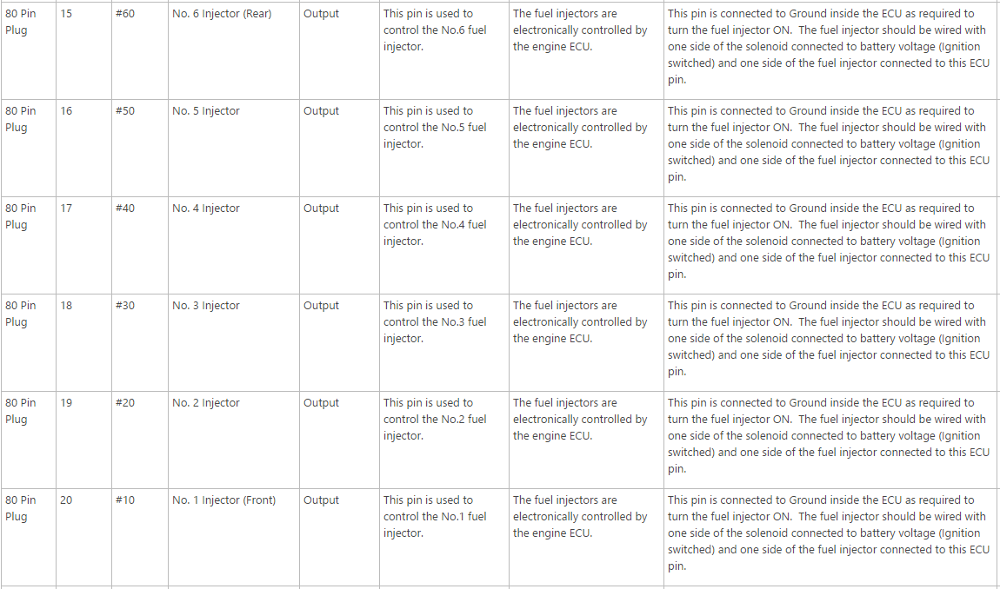 80 Pin Plug 15 #60 No. 6 Injector (Rear) Output This pin is used to control the No.6 fuel injector. The fuel injectors are electronically controlled by the engine ECU. This pin is connected to Ground inside the ECU as required to turn the fuel injector ON.  The fuel injector should be wired with one side of the solenoid connected to battery voltage (Ignition switched) and one side of the fuel injector connected to this ECU pin.
80 Pin Plug 16 #50 No. 5 Injector Output This pin is used to control the No.5 fuel injector. The fuel injectors are electronically controlled by the engine ECU. This pin is connected to Ground inside the ECU as required to turn the fuel injector ON.  The fuel injector should be wired with one side of the solenoid connected to battery voltage (Ignition switched) and one side of the fuel injector connected to this ECU pin.
80 Pin Plug 17 #40 No. 4 Injector Output This pin is used to control the No.4 fuel injector. The fuel injectors are electronically controlled by the engine ECU. This pin is connected to Ground inside the ECU as required to turn the fuel injector ON.  The fuel injector should be wired with one side of the solenoid connected to battery voltage (Ignition switched) and one side of the fuel injector connected to this ECU pin.
80 Pin Plug 18 #30 No. 3 Injector Output This pin is used to control the No.3 fuel injector. The fuel injectors are electronically controlled by the engine ECU. This pin is connected to Ground inside the ECU as required to turn the fuel injector ON.  The fuel injector should be wired with one side of the solenoid connected to battery voltage (Ignition switched) and one side of the fuel injector connected to this ECU pin.
80 Pin Plug 19 #20 No. 2 Injector Output This pin is used to control the No.2 fuel injector. The fuel injectors are electronically controlled by the engine ECU. This pin is connected to Ground inside the ECU as required to turn the fuel injector ON.  The fuel injector should be wired with one side of the solenoid connected to battery voltage (Ignition switched) and one side of the fuel injector connected to this ECU pin.
80 Pin Plug 20 #10 No. 1 Injector (Front) Output This pin is used to control the No.1 fuel injector. The fuel injectors are electronically controlled by the engine ECU. This pin is connected to Ground inside the ECU as required to turn the fuel injector ON.  The fuel injector should be wired with one side of the solenoid connected to battery voltage (Ignition switched) and one side of the fuel injector connected to this ECU pin.